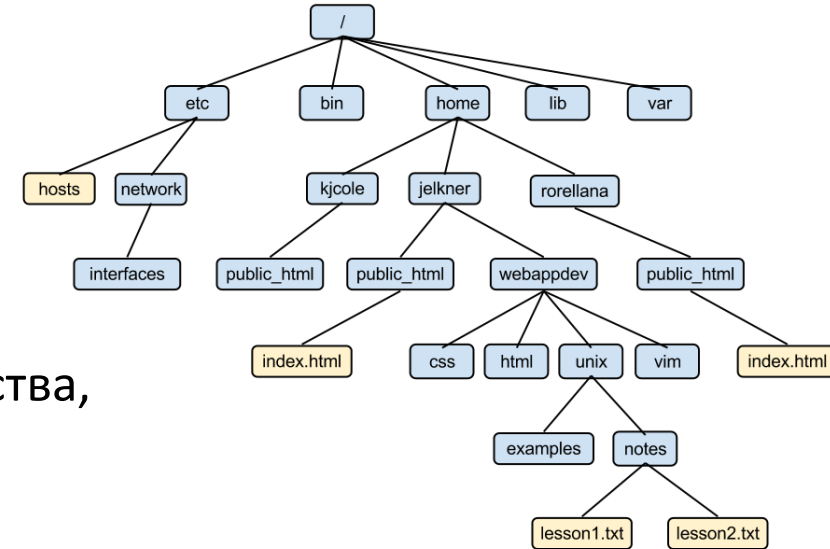 /
etc
bin
home
lib
var
hosts
network
kjcole
jelkner
rorellana
interfaces
public_html
public_html
webappdev
public_html
index.html
css
html
unix
vim
index.html
examples
notes
lesson1.txt
lesson2.txt
ства,